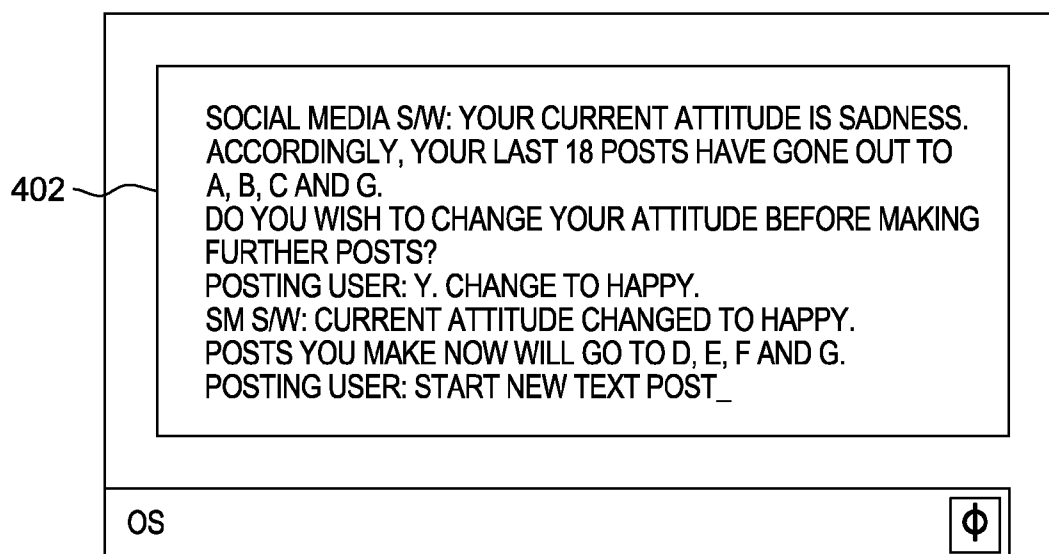 SOCIAL MEDIA S/W: YOUR CURRENT ATTITUDE IS SADNESS.
ACCORDINGLY, YOUR LAST 18 POSTS HAVE GONE OUT TO
A, B, C AND G.
DO YOU WISH TO CHANGE YOUR ATTITUDE BEFORE MAKING
FURTHER POSTS?
POSTING USER: Y. CHANGE TO HAPPY.
SM S/W: CURRENT ATTITUDE CHANGED TO HAPPY.
POSTS YOU MAKE NOW WILL GO TO D, E, F AND G.
POSTING USER: START NEW TEXT POST_
402
OS
Φ